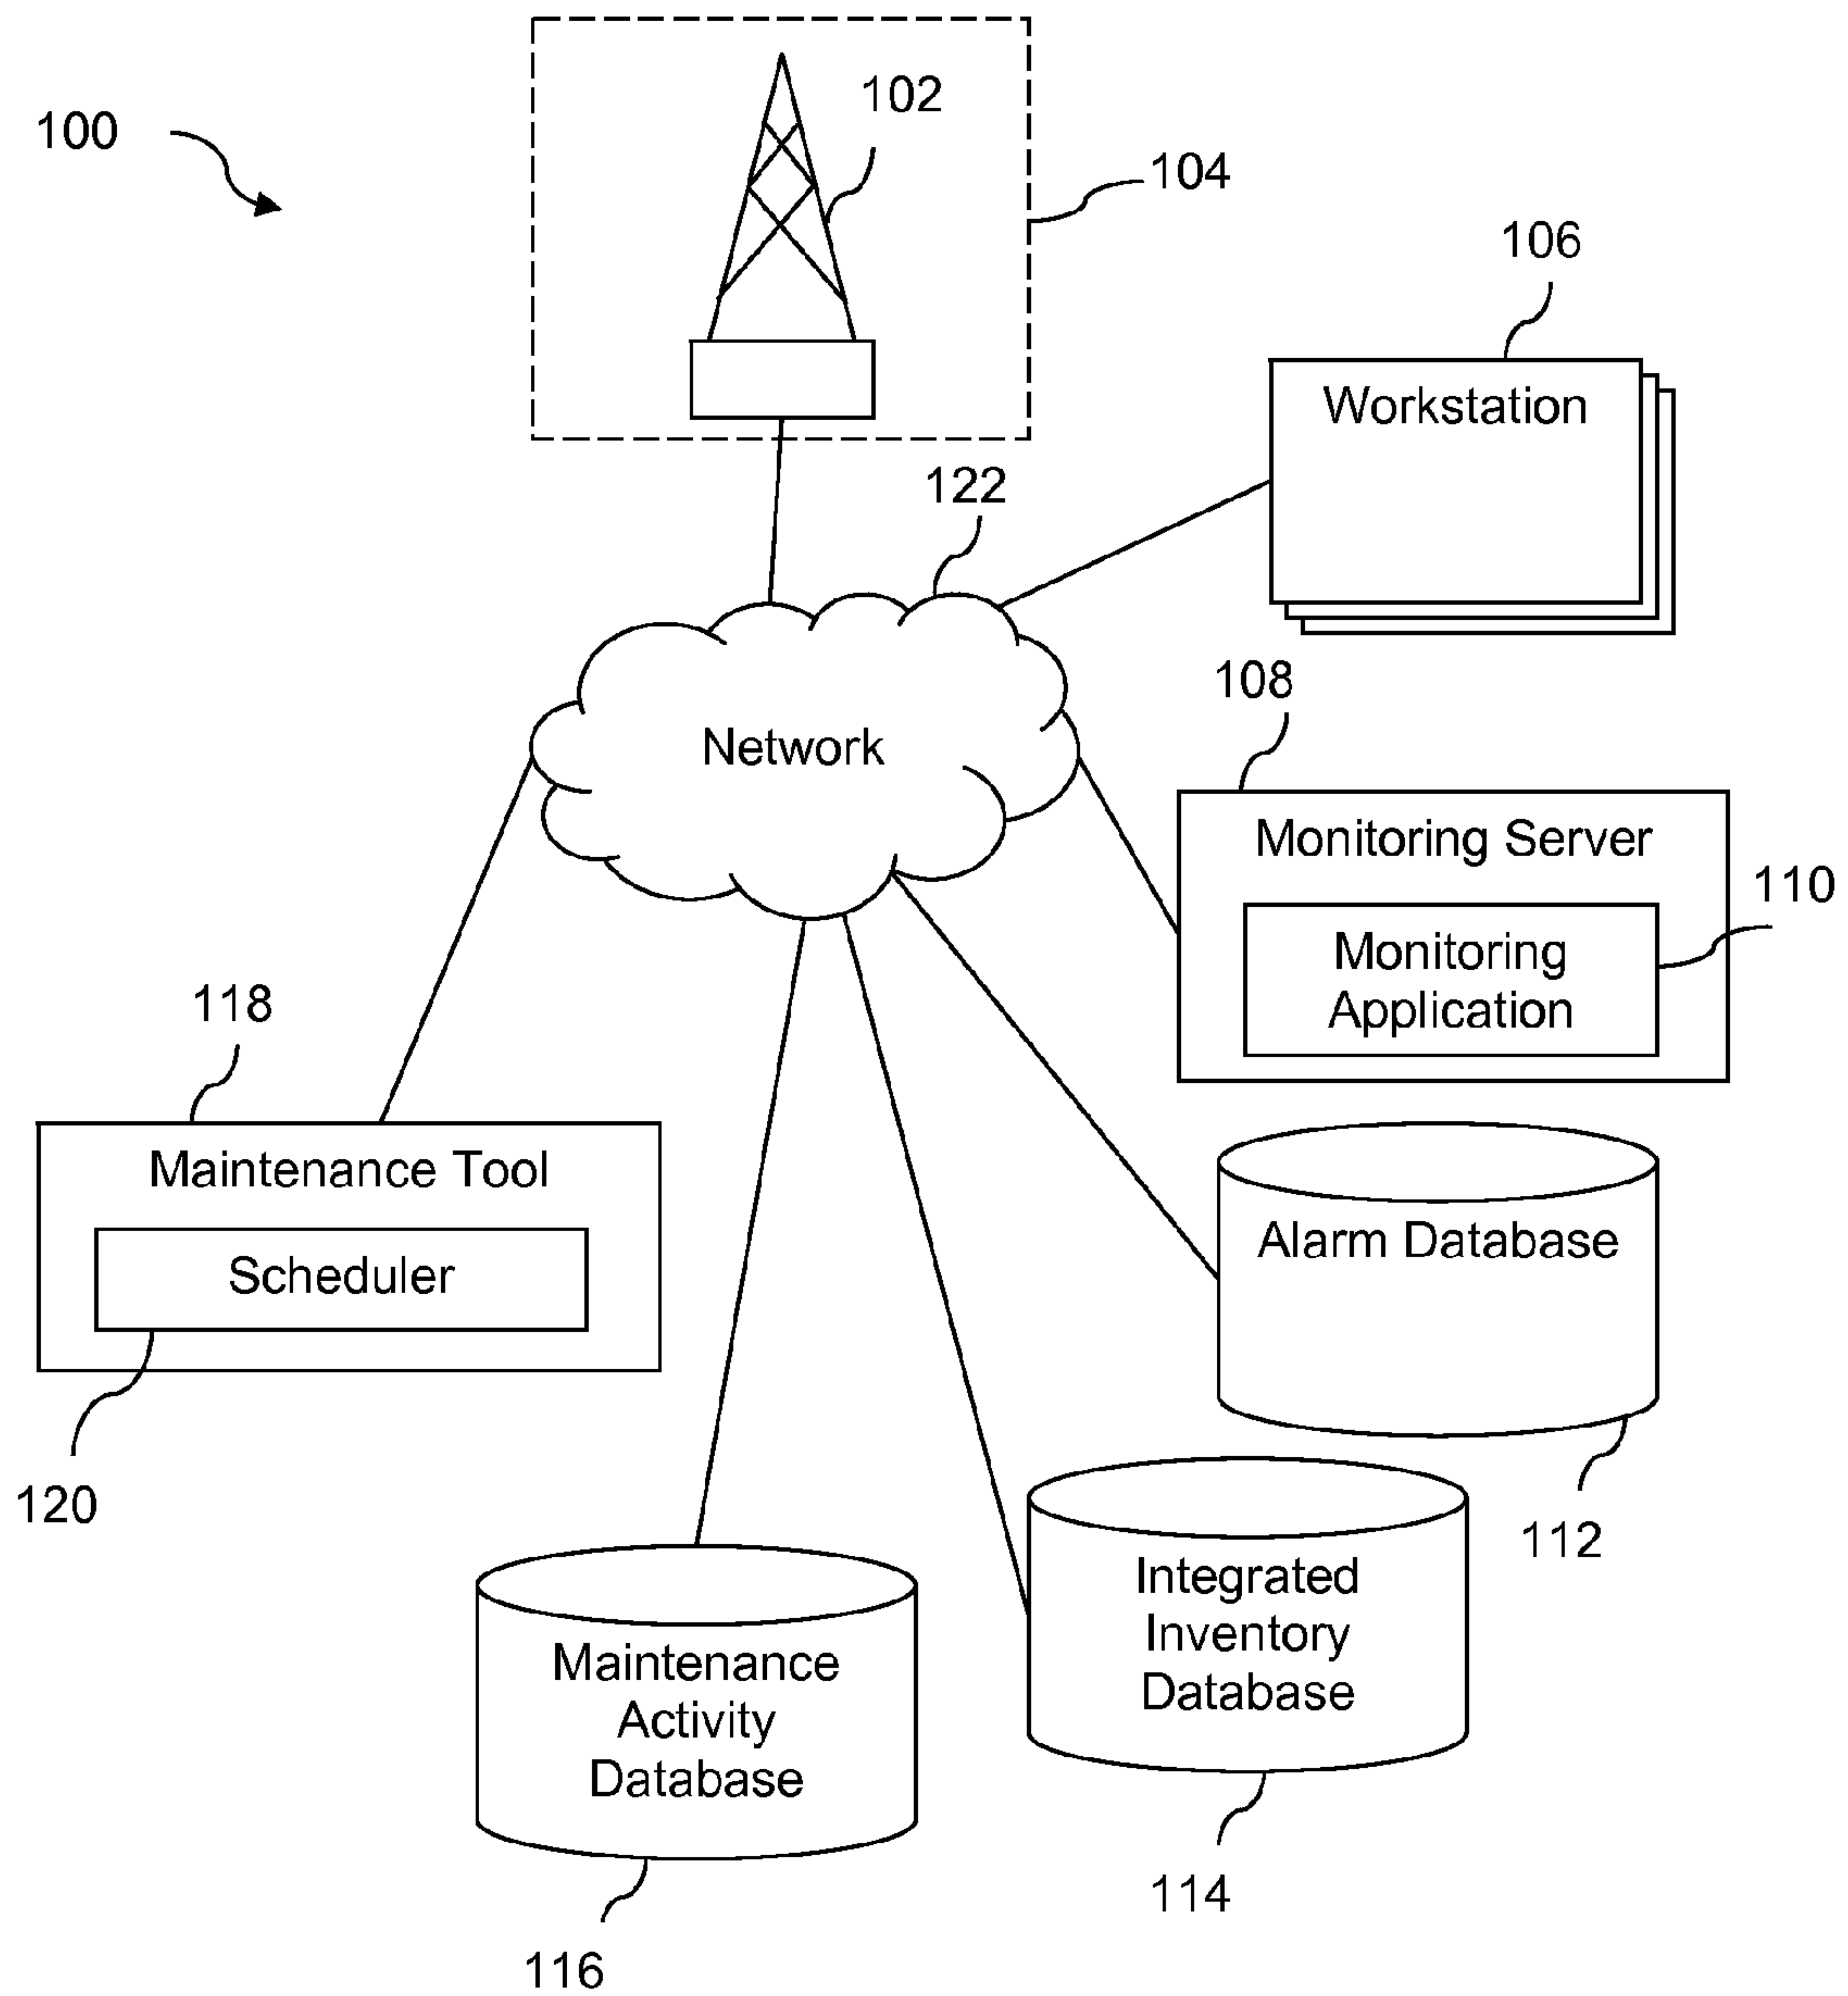 102
100
104
106
Workstation
122
108
Network
Monitoring Server
110
Monitoring
Application
118
Maintenance Tool
Alarm Database
Scheduler
120
112
Integrated
Inventory
Database
Maintenance
Activity
Database
114
116